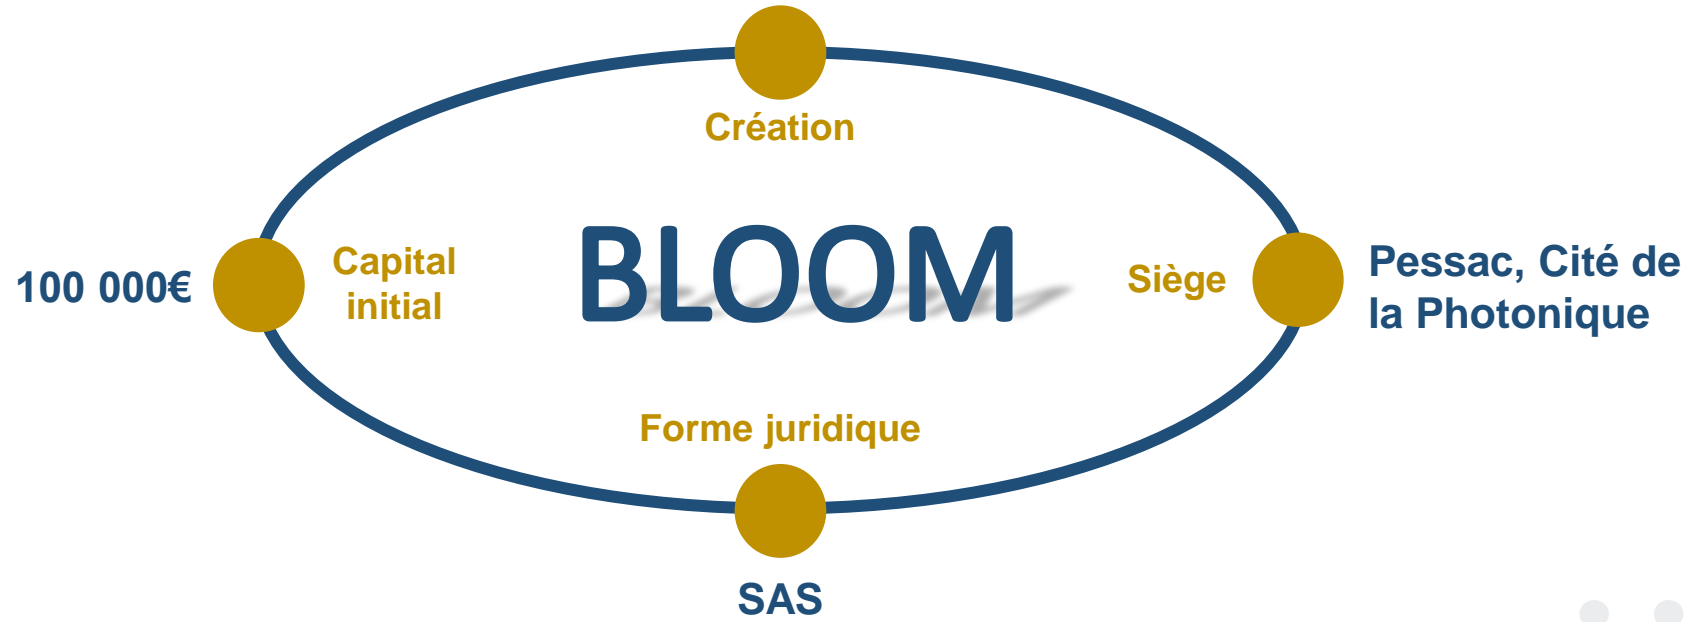 Création
BLOOM
100 000€
Capital
initial
Siège
Pessac, Cité de
la Photonique
Forme juridique
SAS